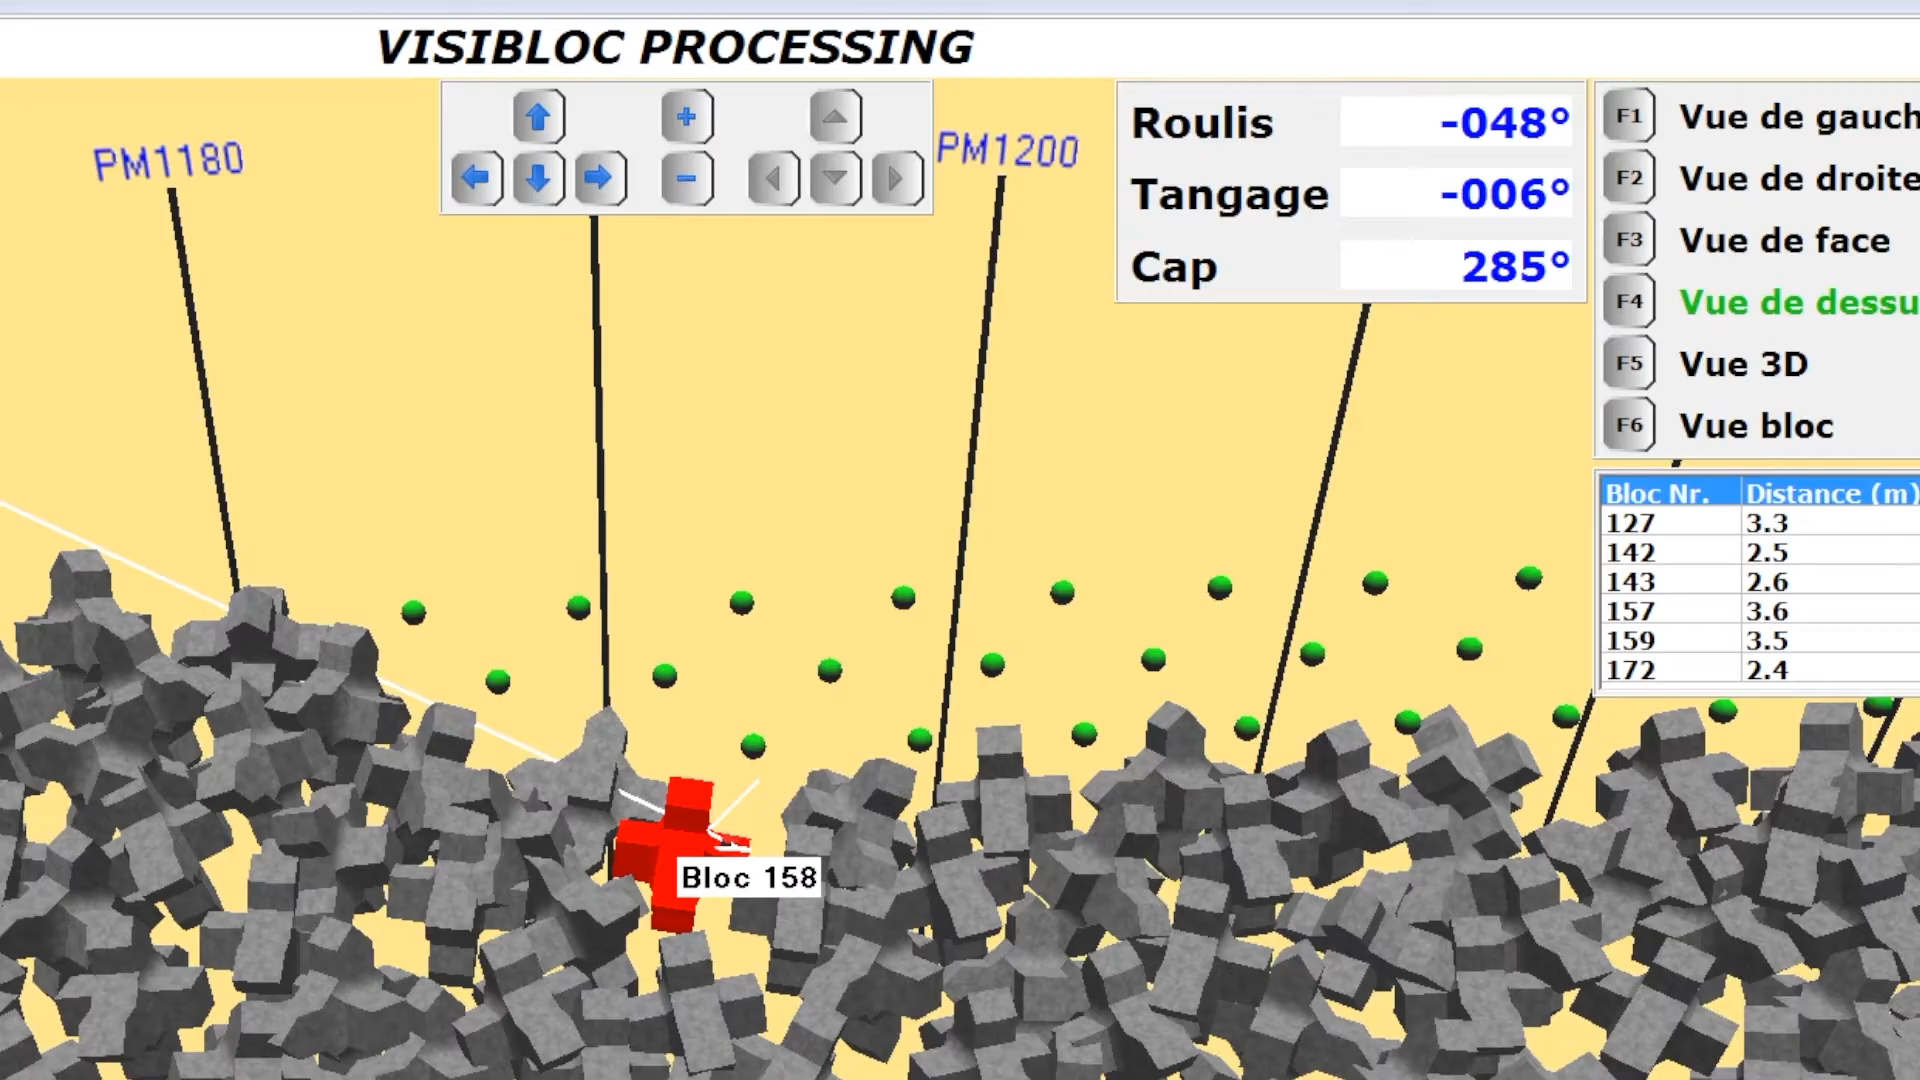 VISIBLOC PROCESSING
PM1180
PM1200
Roulis -048°
Tangage -006°
Cap 285°
F1 Vue de gauch
F2 Vue de droite
F3 Vue de face
F4 Vue de dessu
F5 Vue 3D
F6 Vue bloc
Bloc Nr. Distance (m)
127 3.3
142 2.5
143 2.6
157 3.6
159 3.5
172 2.4
Bloc 158